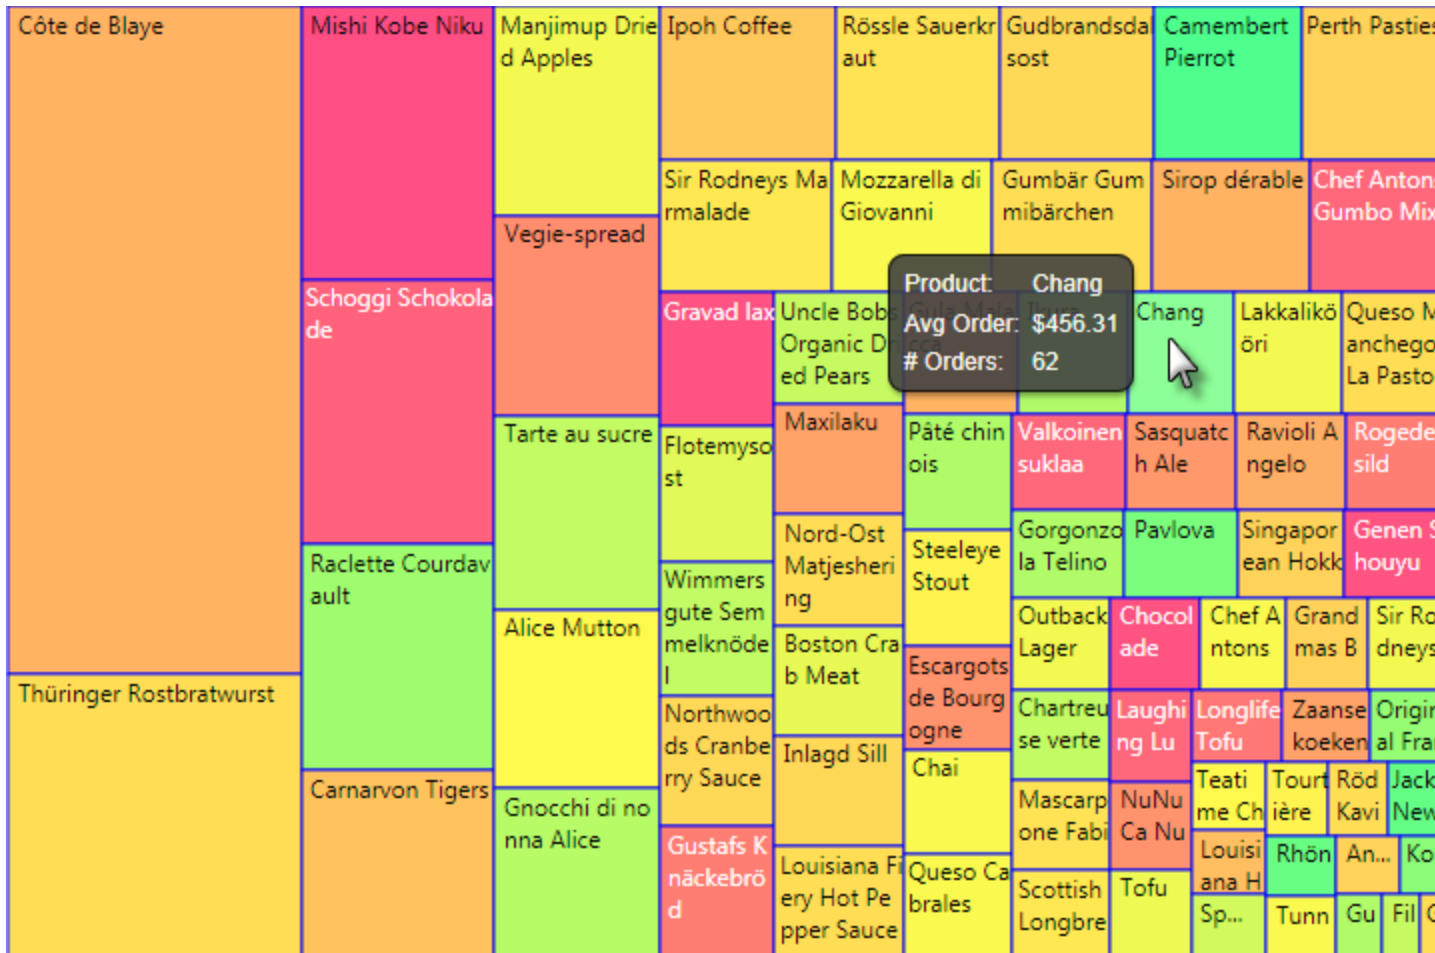 Côte de Blaye
Thüringer Rostbratwurst
Mishi Kobe Niku
Schoggi Schokola
de
Raclette Courdav
ault
Carnarvon Tigers
Manjimup Drie
d Apples
Vegie-spread
Tarte au sucre
Alice Mutton
Gnocchi di no
nna Alice
Ipoh Coffee
Rössle Sauerkr
aut
Gudbrandsdal
sost
Camembert
Pierrot
Perth Pasties
Sir Rodneys Ma
rmalade
Mozzarella di
Giovanni
Gumbär Gum
mibärchen
Sirop dérable
Chef Antons
Gumbo Mix
Product: Chang
Avg Order: $456.31
# Orders: 62
Gravad lax
Flotemyso
st
Wimmers
gute Sem
melknöde
l
Northwoo
ds Cranbe
rry Sauce
Gustafs K
näckebrö
d
Uncle Bobs
Organic Dr
ed Pears
Maxilaku
Nord-Ost
Matjesheri
ng
Boston Cra
b Meat
Inlagd Sill
Louisiana Fi
ery Hot Pe
pper Sauce
Chang
Lakkalikö
öri
Queso M
anchego
La Pasto
Pâté chin
ois
Steeleye
Stout
Escargots
de Bourg
ogne
Chai
Queso Ca
brales
Valkoinen
suklaa
Sasquatc
h Ale
Ravioli A
ngelo
Rogede
sild
Gorgonzo
la Telino
Pavlova
Singapor
ean Hokk
Genen S
houyu
Outback
Lager
Chocol
ade
Chef A
ntons
Grand
mas B
Sir Ro
dneys
Chartreu
se verte
Laughi
ng Lu
Longlife
Tofu
Zaanse
koeken
Origin
al Fra
Mascarp
one Fabi
NuNu
Ca Nu
Teati
me Ch
Tourt
ière
Röd
Kavi
Jack
New
Louisi
ana H
Rhön
An...
Ko
Scottish
Longbre
Tofu
Sp...
Tunn
Gu
Fil